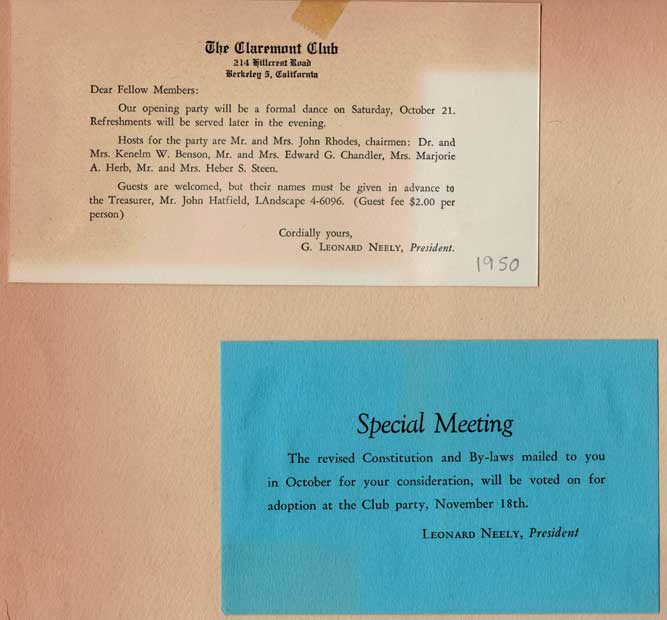 The Claremont Club
214 Hillcrest Road
Berkeley 5, California
Dear Fellow Members:
Our opening party will be a formal dance on Saturday, October 21.
Refreshments will be served later in the evening.
Hosts for the party are Mr. and Mrs. John Rhodes, chairmen: Dr. and
Mrs. Kenelm W. Benson, Mr. and Mrs. Edward G. Chandler, Mrs. Marjorie
A. Herb, Mr. and Mrs. Heber S. Steen.
Guests are welcomed, but their names must be given in advance to
the Treasurer, Mr. John Hatfield, LAndscape 4-6096. (Guest fee $2.00 per
person)
Cordially yours,
G. Leonard Neely, President.
1950
Special Meeting
The revised Constitution and By-laws mailed to you
in October for your consideration, will be voted on for
adoption at the Club party, November 18th.
Leonard Neely, President